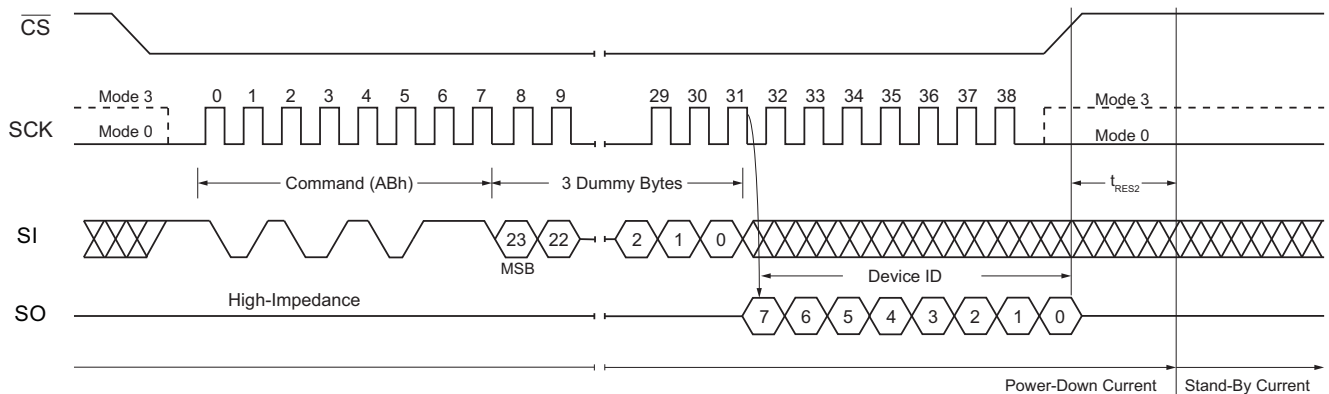 CS
Mode 3
0 1 2 3 4 5 6 7 8 9 29 30 31 32 33 34 35 36 37 38
Mode 3
SCK
Mode 0
Mode 0
Command (ABh)
3 Dummy Bytes
tRES2
SI
23 22 2 1 0
MSB
Device ID
High-Impedance
SO
7 6 5 4 3 2 1 0
Power-Down Current
Stand-By Current